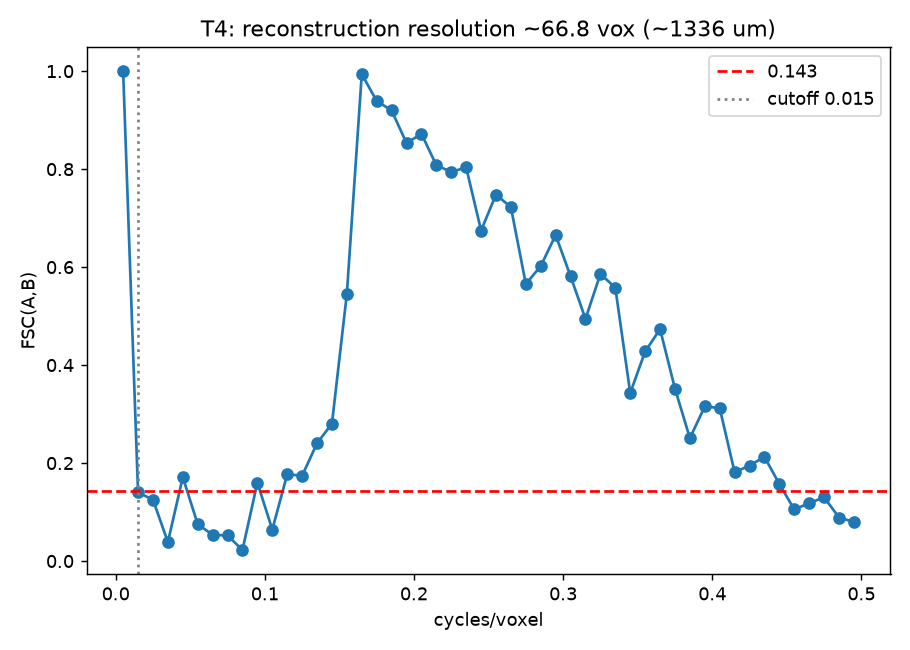 T4: reconstruction resolution ~66.8 vox (~1336 um)
0.143
cutoff 0.015
FSC(A,B)
1.0
0.8
0.6
0.4
0.2
0.0
0.0 0.1 0.2 0.3 0.4 0.5
cycles/voxel